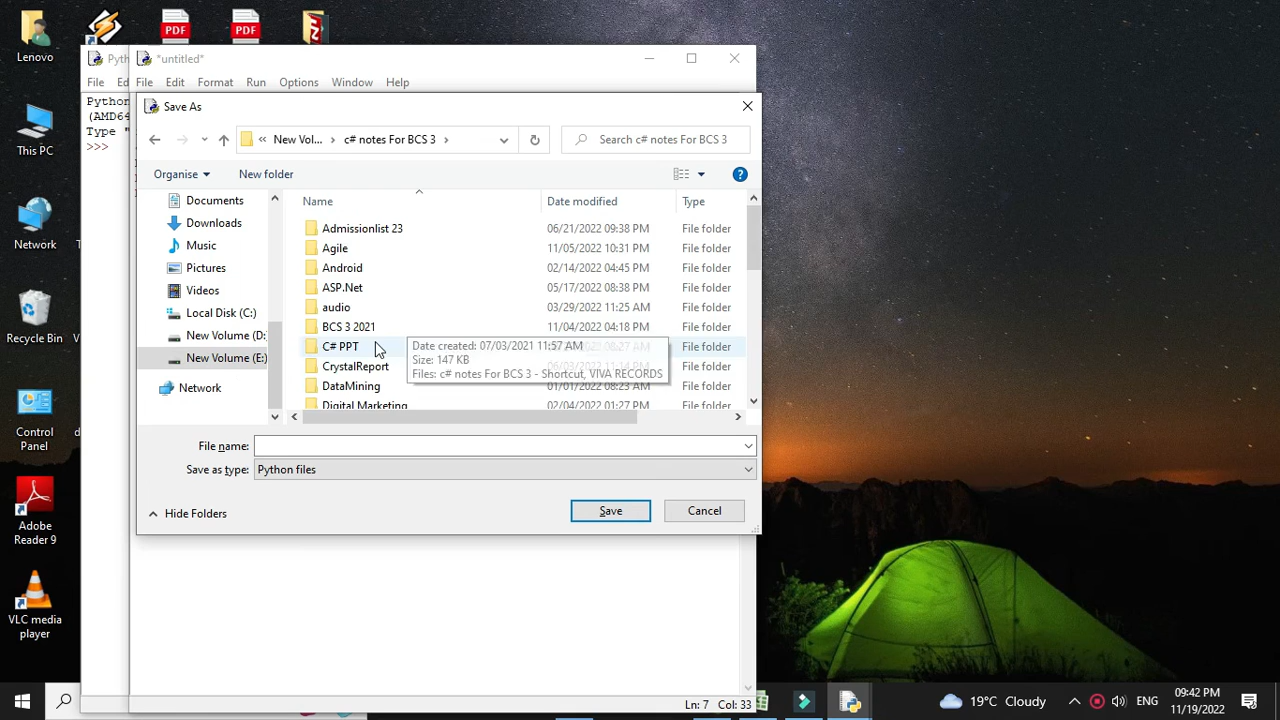 Lenovo
PDF
PDF
This PC
Network
Recycle Bin
Control
Panel
Adobe
Reader 9
VLC media
player
*untitled*
File
Edit
Format
Run
Options
Window
Help
File
(AMD64
Type "
>>>
Save As
« New Vol... > c# notes For BCS 3 >
Search c# notes For BCS 3
Organise
New folder
Name
Date modified
Type
Documents
Downloads
Music
Pictures
Videos
Local Disk (C:)
New Volume (D:
New Volume (E:)
Network
Admissionlist 23 06/21/2022 09:38 PM File folder
Agile 11/05/2022 10:31 PM File folder
Android 02/14/2022 04:45 PM File folder
ASP.Net 05/17/2022 08:38 PM File folder
audio 03/29/2022 11:25 AM File folder
BCS 3 2021 11/04/2022 04:18 PM File folder
C# PPT File folder
CrystalReport File folder
DataMining 01/01/2022 08:23 AM File folder
Digital Marketing 02/04/2022 01:27 PM File folder
Date created: 07/03/2021 11:57 AM
Size: 147 KB
Files: c# notes For BCS 3 - Shortcut, VIVA RECORDS
File name:
Save as type: Python files
Hide Folders
Save
Cancel
Ln: 7 Col: 33
19°C Cloudy
ENG
PM
11/19/2022